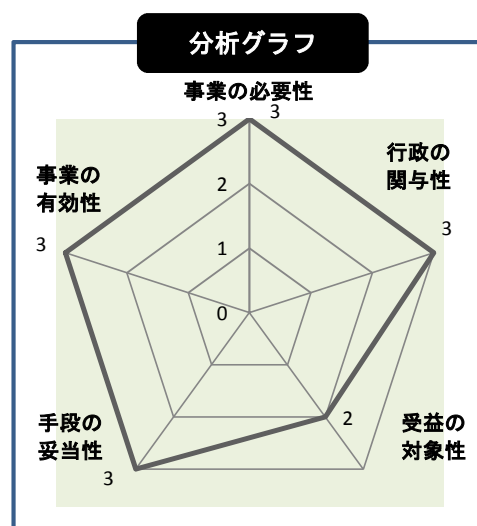 分析グラフ
事業の必要性
3
3
行政の
関与性
2
事業の
有効性
3
3
1
0
手段の
妥当性
2
受益の
対象性
3